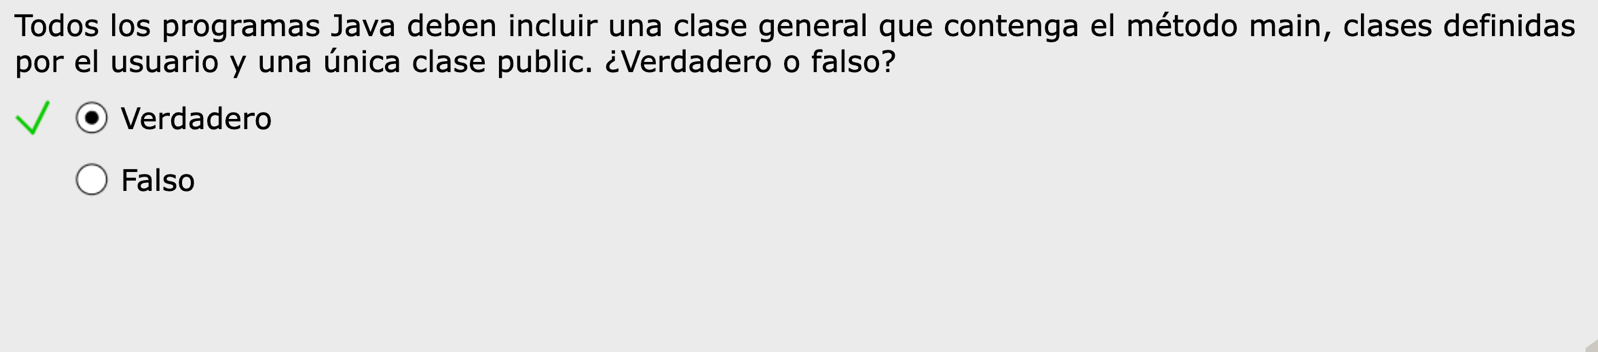 Todos los programas Java deben incluir una clase general que contenga el método main, clases definidas
por el usuario y una única clase public. ¿Verdadero o falso?
Verdadero
Falso